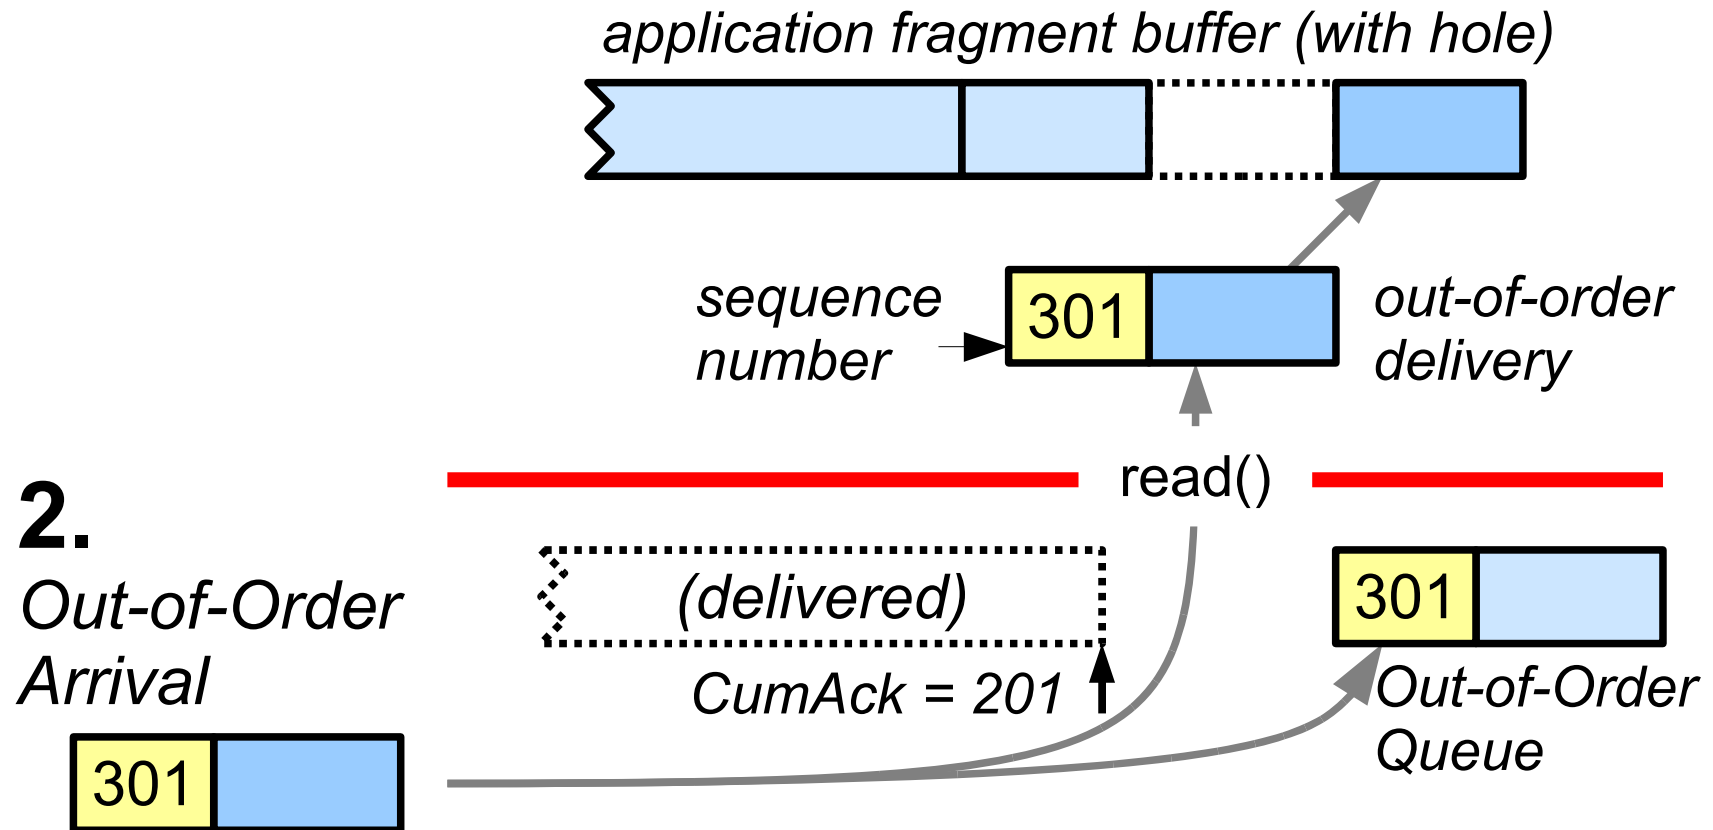 application fragment buffer (with hole)
sequence
number
301
out-of-order
delivery
read()
2.
Out-of-Order
Arrival
(delivered)
CumAck = 201
301
Out-of-Order
Queue
301